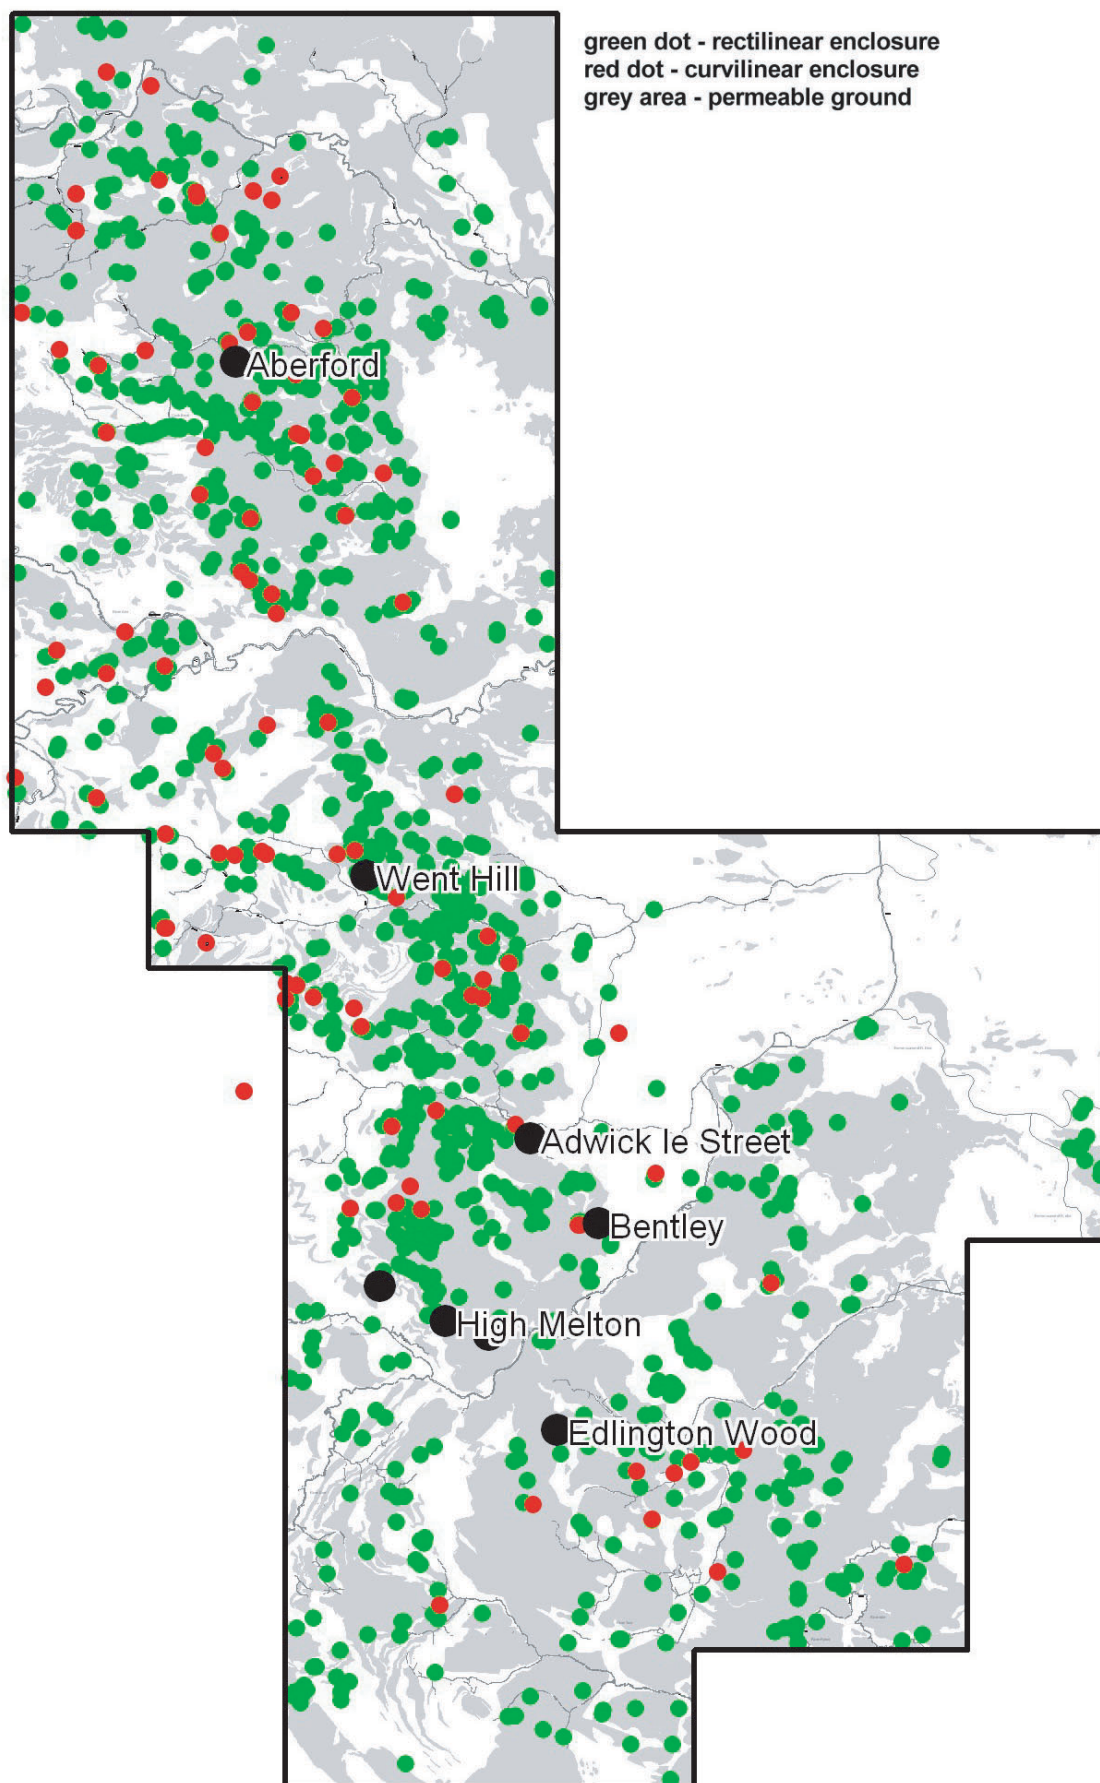 green dot - rectilinear enclosure
red dot - curvilinear enclosure
grey area - permeable ground
Aberford
Went Hill
Adwick le Street
Bentley
High Melton
Edlington Wood